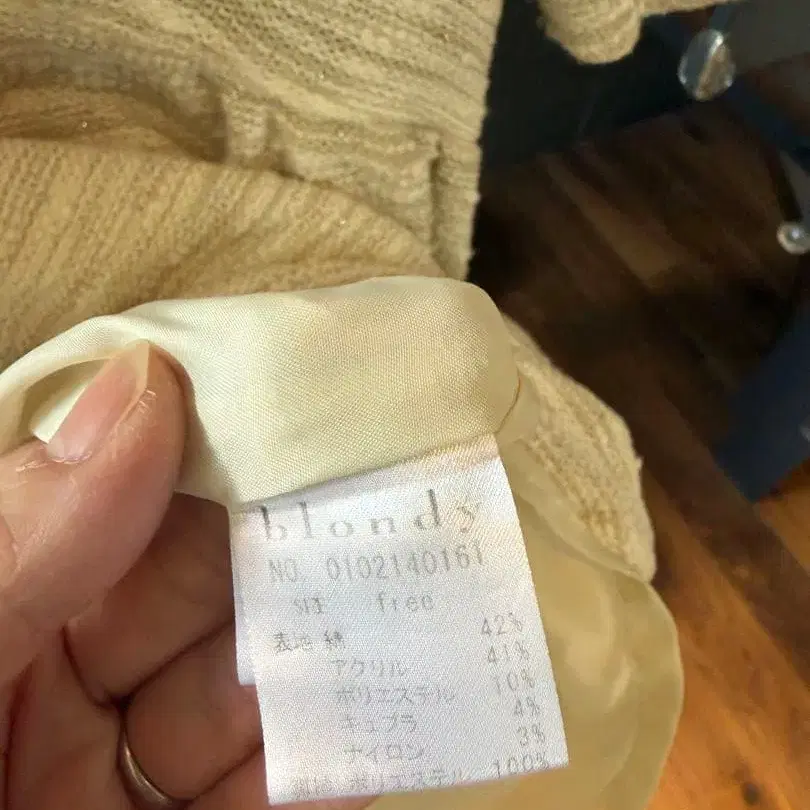 blondy
NO. 0102140161
SIZE free
表地 綿 42%
アクリル 41%
ポリエステル 10%
キュプラ 4%
ナイロン 3%
ポリエステル 100%